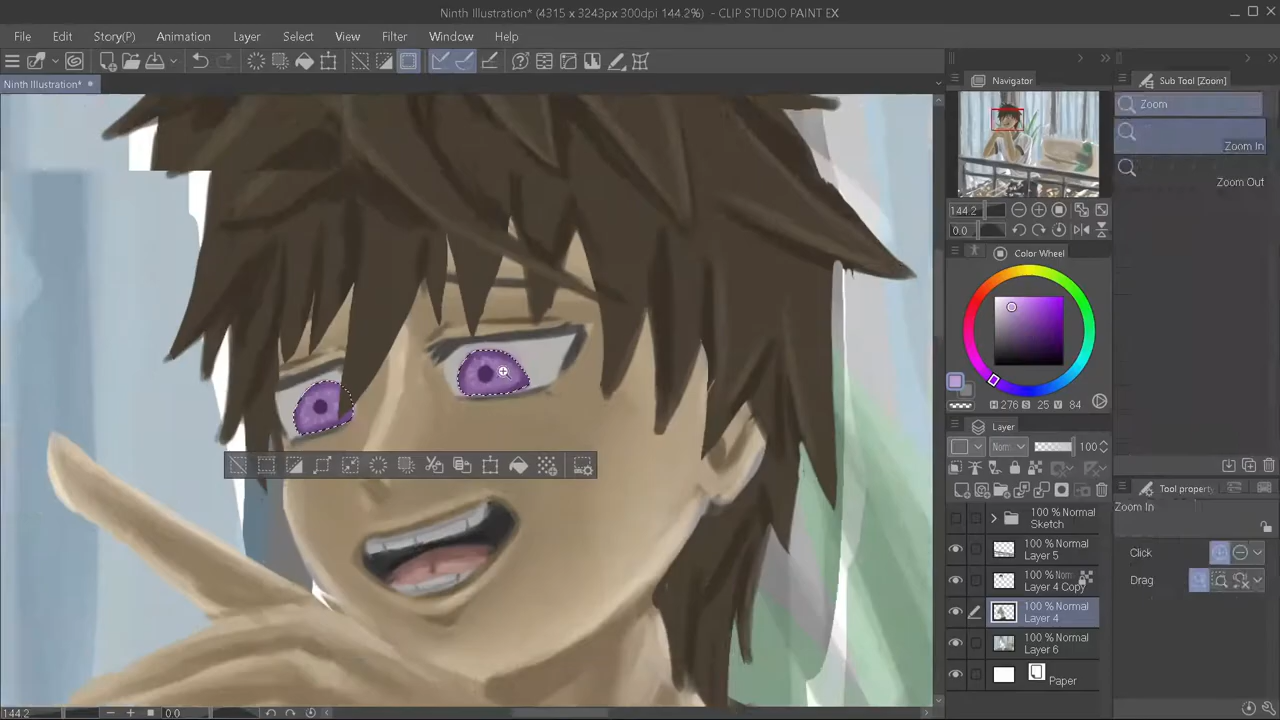 Ninth Illustration* (4315 x 3243px 300dpi 144.2%)  - CLIP STUDIO PAINT EX
File Edit Story(P) Animation Layer Select View Filter Window Help
Ninth Illustration*
Navigator
144.2
0.0
Color Wheel
H 276 S 25 V 84
Layer
Nor 100
100 % Normal
Sketch
100 % Normal
Layer 5
100 % Norm
Layer 4 Copy
100 % Normal
Layer 4
100 % Normal
Layer 6
Paper
Sub Tool [Zoom]
Zoom
Zoom In
Zoom Out
Tool property
Zoom In
Click
Drag
144.2 0.0